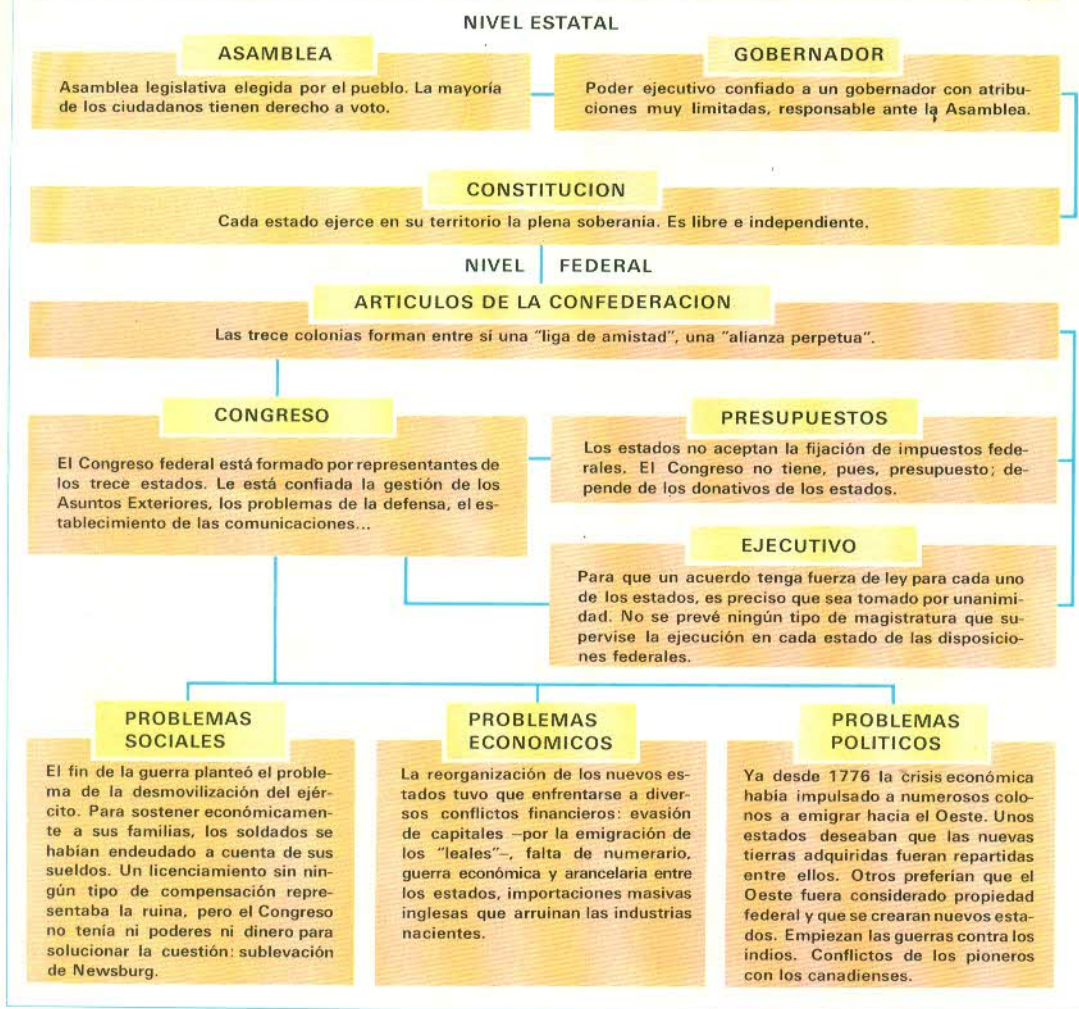 NIVEL ESTATAL
ASAMBLEA
Asamblea legislativa elegida por el pueblo. La mayoría
de los ciudadanos tienen derecho a voto.
GOBERNADOR
Poder ejecutivo confiado a un gobernador con atribu-
ciones muy limitadas, responsable ante la Asamblea.
CONSTITUCION
Cada estado ejerce en su territorio la plena soberanía. Es libre e independiente.
NIVEL FEDERAL
ARTICULOS DE LA CONFEDERACION
Las trece colonias forman entre sí una "liga de amistad", una "alianza perpetua".
CONGRESO
El Congreso federal está formado por representantes de
los trece estados. Le está confiada la gestión de los
Asuntos Exteriores, los problemas de la defensa, el es-
tablecimiento de las comunicaciones...
PRESUPUESTOS
Los estados no aceptan la fijación de impuestos fede-
rales. El Congreso no tiene, pues, presupuesto; de-
pende de los donativos de los estados.
EJECUTIVO
Para que un acuerdo tenga fuerza de ley para cada uno
de los estados, es preciso que sea tomado por unanimi-
dad. No se prevé ningún tipo de magistratura que su-
pervise la ejecución en cada estado de las disposicio-
nes federales.
PROBLEMAS
SOCIALES
El fin de la guerra planteó el proble-
ma de la desmovilización del ejér-
cito. Para sostener económicamen-
te a sus familias, los soldados se
habían endeudado a cuenta de sus
sueldos. Un licenciamiento sin nin-
gún tipo de compensación repre-
sentaba la ruina, pero el Congreso
no tenía ni poderes ni dinero para
solucionar la cuestión: sublevación
de Newsburg.
PROBLEMAS
ECONOMICOS
La reorganización de los nuevos es-
tados tuvo que enfrentarse a diver-
sos conflictos financieros: evasión
de capitales –por la emigración de
los "leales"–, falta de numerario,
guerra económica y arancelaria entre
los estados, importaciones masivas
inglesas que arruinan las industrias
nacientes.
PROBLEMAS
POLITICOS
Ya desde 1776 la crisis económica
había impulsado a numerosos colo-
nos a emigrar hacia el Oeste. Unos
estados deseaban que las nuevas
tierras adquiridas fueran repartidas
entre ellos. Otros preferían que el
Oeste fuera considerado propiedad
federal y que se crearan nuevos esta-
dos. Empiezan las guerras contra los
indios. Conflictos de los pioneros
con los canadienses.